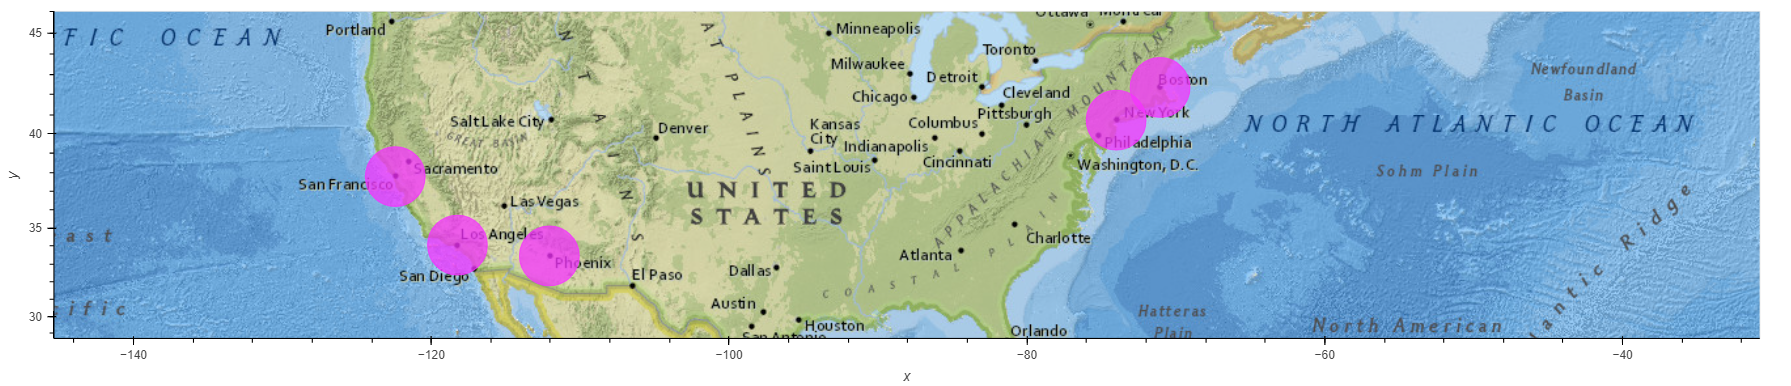 Ottawa
Montreal
Portland
FIC OCEAN
Minneapolis
Toronto
Milwaukee
Detroit
Newfoundland
Basin
Boston
Chicago
Cleveland
New York
Pittsburgh
Salt Lake City
GREAT BASIN
Denver
Kansas
City
Columbus
Indianapolis
Philadelphia
NORTH ATLANTIC OCEAN
Saint Louis
Cincinnati
Washington, D.C.
Sacramento
San Francisco
Sohm Plain
UNITED
STATES
Las Vegas
APPALACHIAN MOUNTAINS
AT PLAINS
NTAINS
ast
Los Angeles
Charlotte
Atlanta
COASTAL PLAIN
Phoenix
San Diego
El Paso
Dallas
lantic Ridge
ific
Austin
Houston
San Antonio
Orlando
Hatteras
Plain
North American
45
40
35
30
y
−140 −120 −100 −80 −60 −40
x